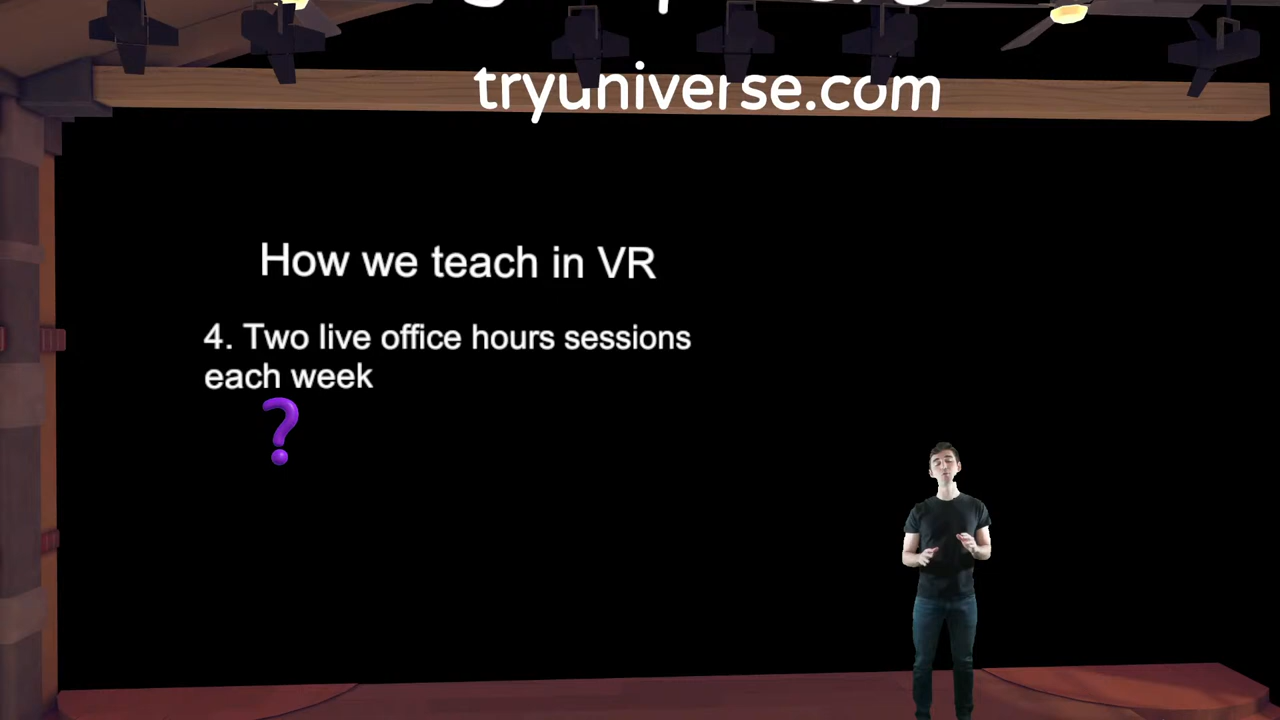 tryuniverse.com
How we teach in VR
4. Two live office hours sessions
each week
?